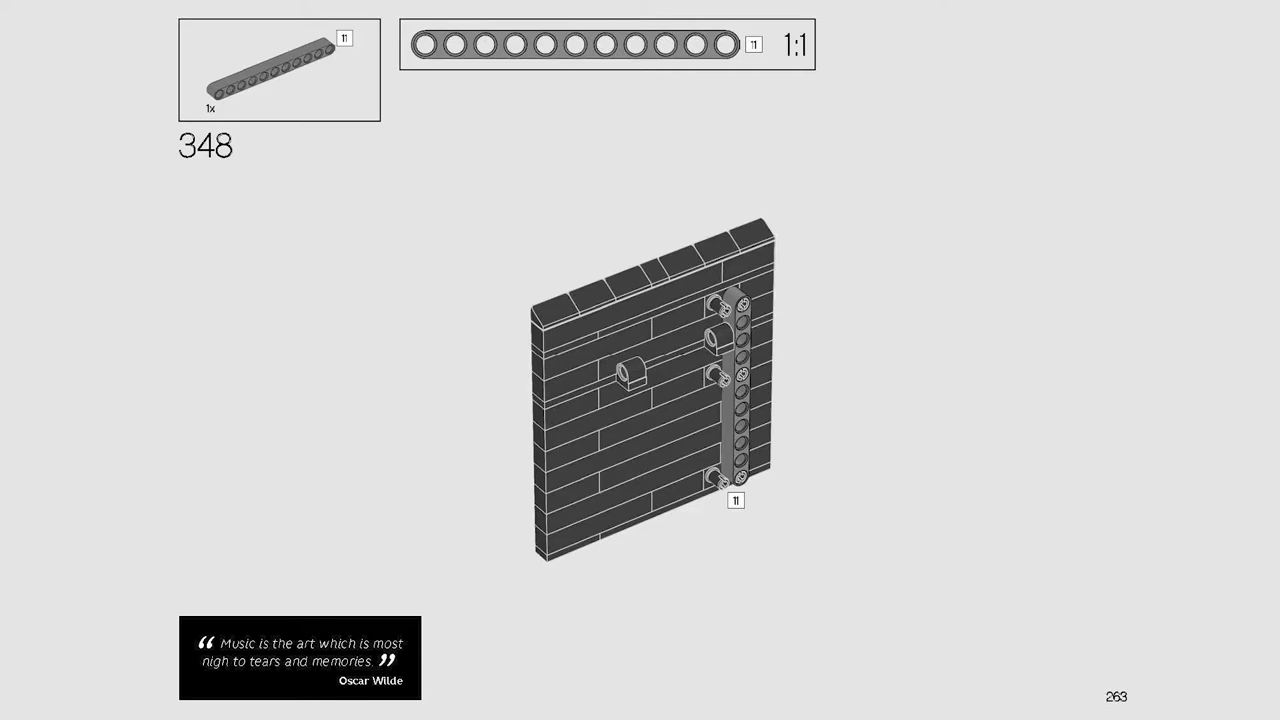 11
1x
11
1:1
348
11
“ Music is the art which is most
nigh to tears and memories. ”
Oscar Wilde
263